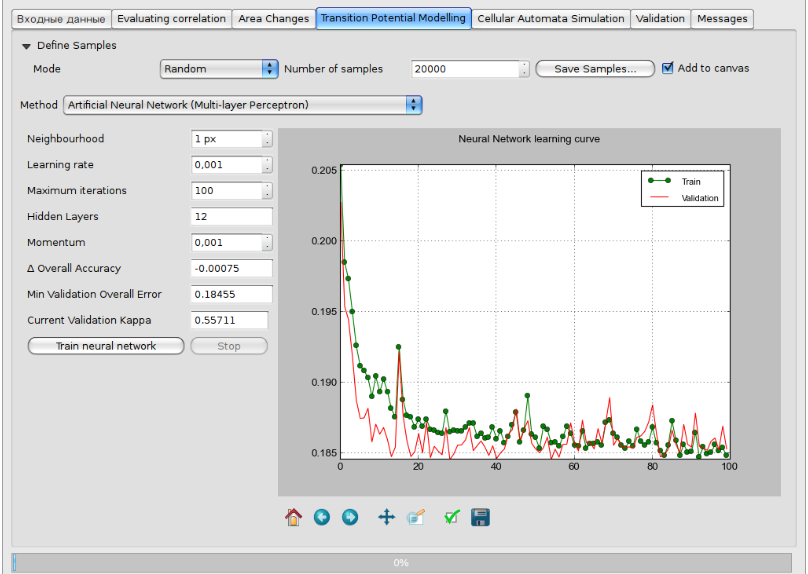 Входные данные Evaluating correlation Area Changes Transition Potential Modelling Cellular Automata Simulation Validation Messages
Define Samples
Mode Random Number of samples 20000 Save Samples... Add to canvas
Method Artificial Neural Network (Multi-layer Perceptron)
Neighbourhood 1 px
Learning rate 0,001
Maximum iterations 100
Hidden Layers 12
Momentum 0,001
Δ Overall Accuracy -0.00075
Min Validation Overall Error 0.18455
Current Validation Kappa 0.55711
Train neural network Stop
Neural Network learning curve
0.205
0.200
0.195
0.190
0.185
Train
Validation
0 20 40 60 80 100
0%